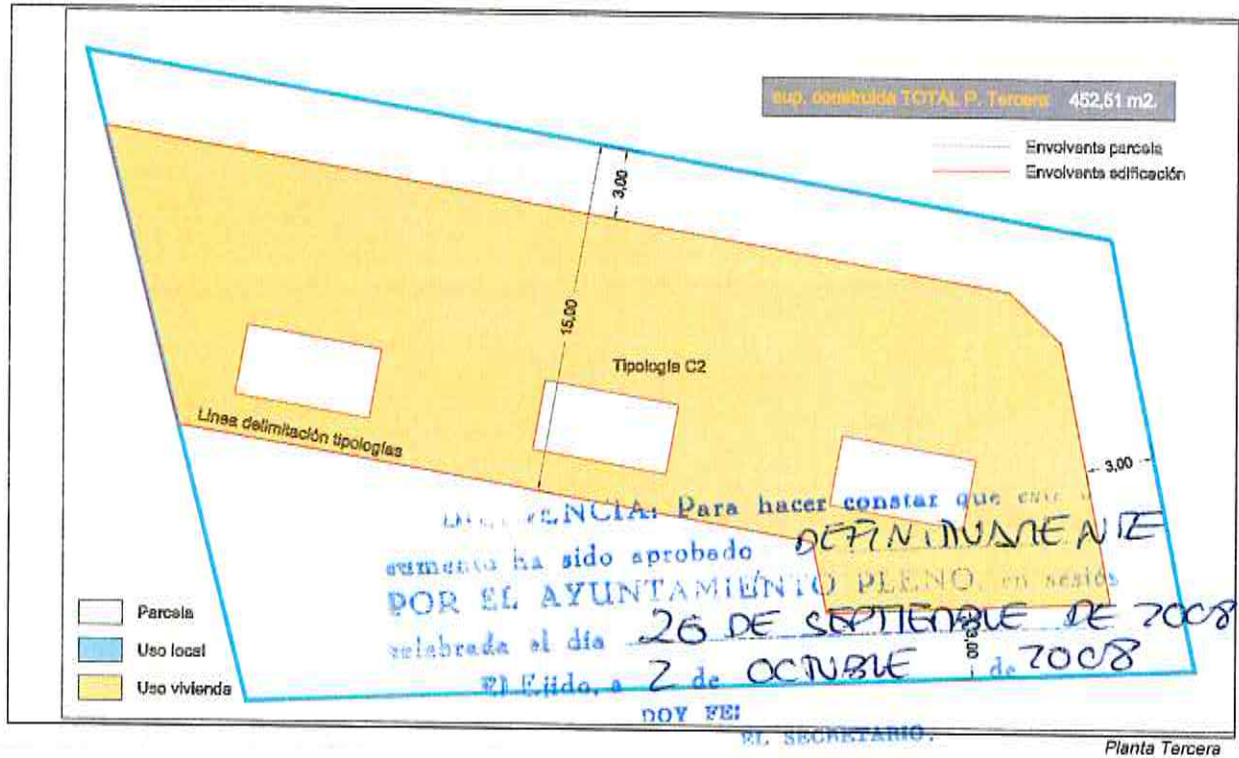 sup. construida TOTAL P. Tercera 452,51 m2.
Envolvente parcela
Envolvente edificación
3,00
15,00
Tipología C2
3,00
Línea delimitación tipologías
DILIGENCIA: Para hacer constar que este
cumento ha sido aprobado DEFINITIVAMENTE
POR EL AYUNTAMIENTO PLENO, en sesión
celebrada el día 26 DE SEPTIEMBRE DE 2008
3,00
El Ejido, a 2 de OCTUBRE de 2008
DOY FE:
EL SECRETARIO.
Parcela
Uso local
Uso vivienda
Planta Tercera